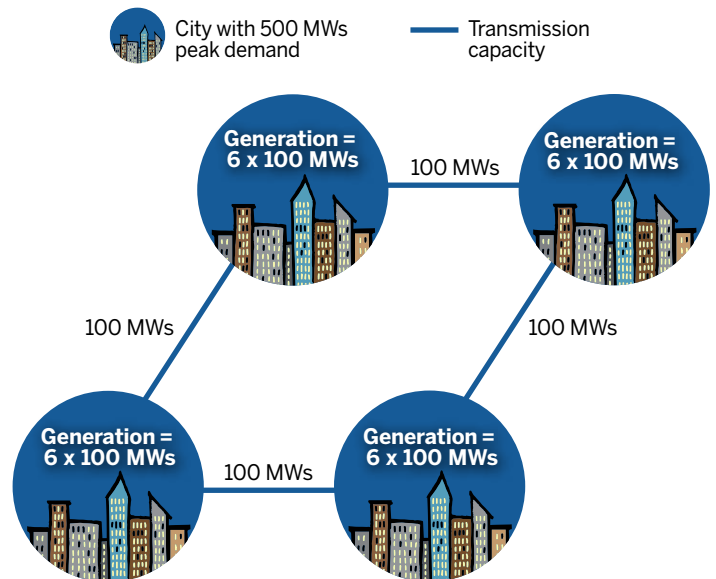 City with 500 MWs
peak demand
Transmission
capacity
Generation =
6 x 100 MWs
100 MWs
Generation =
6 x 100 MWs
100 MWs
100 MWs
Generation =
6 x 100 MWs
100 MWs
Generation =
6 x 100 MWs